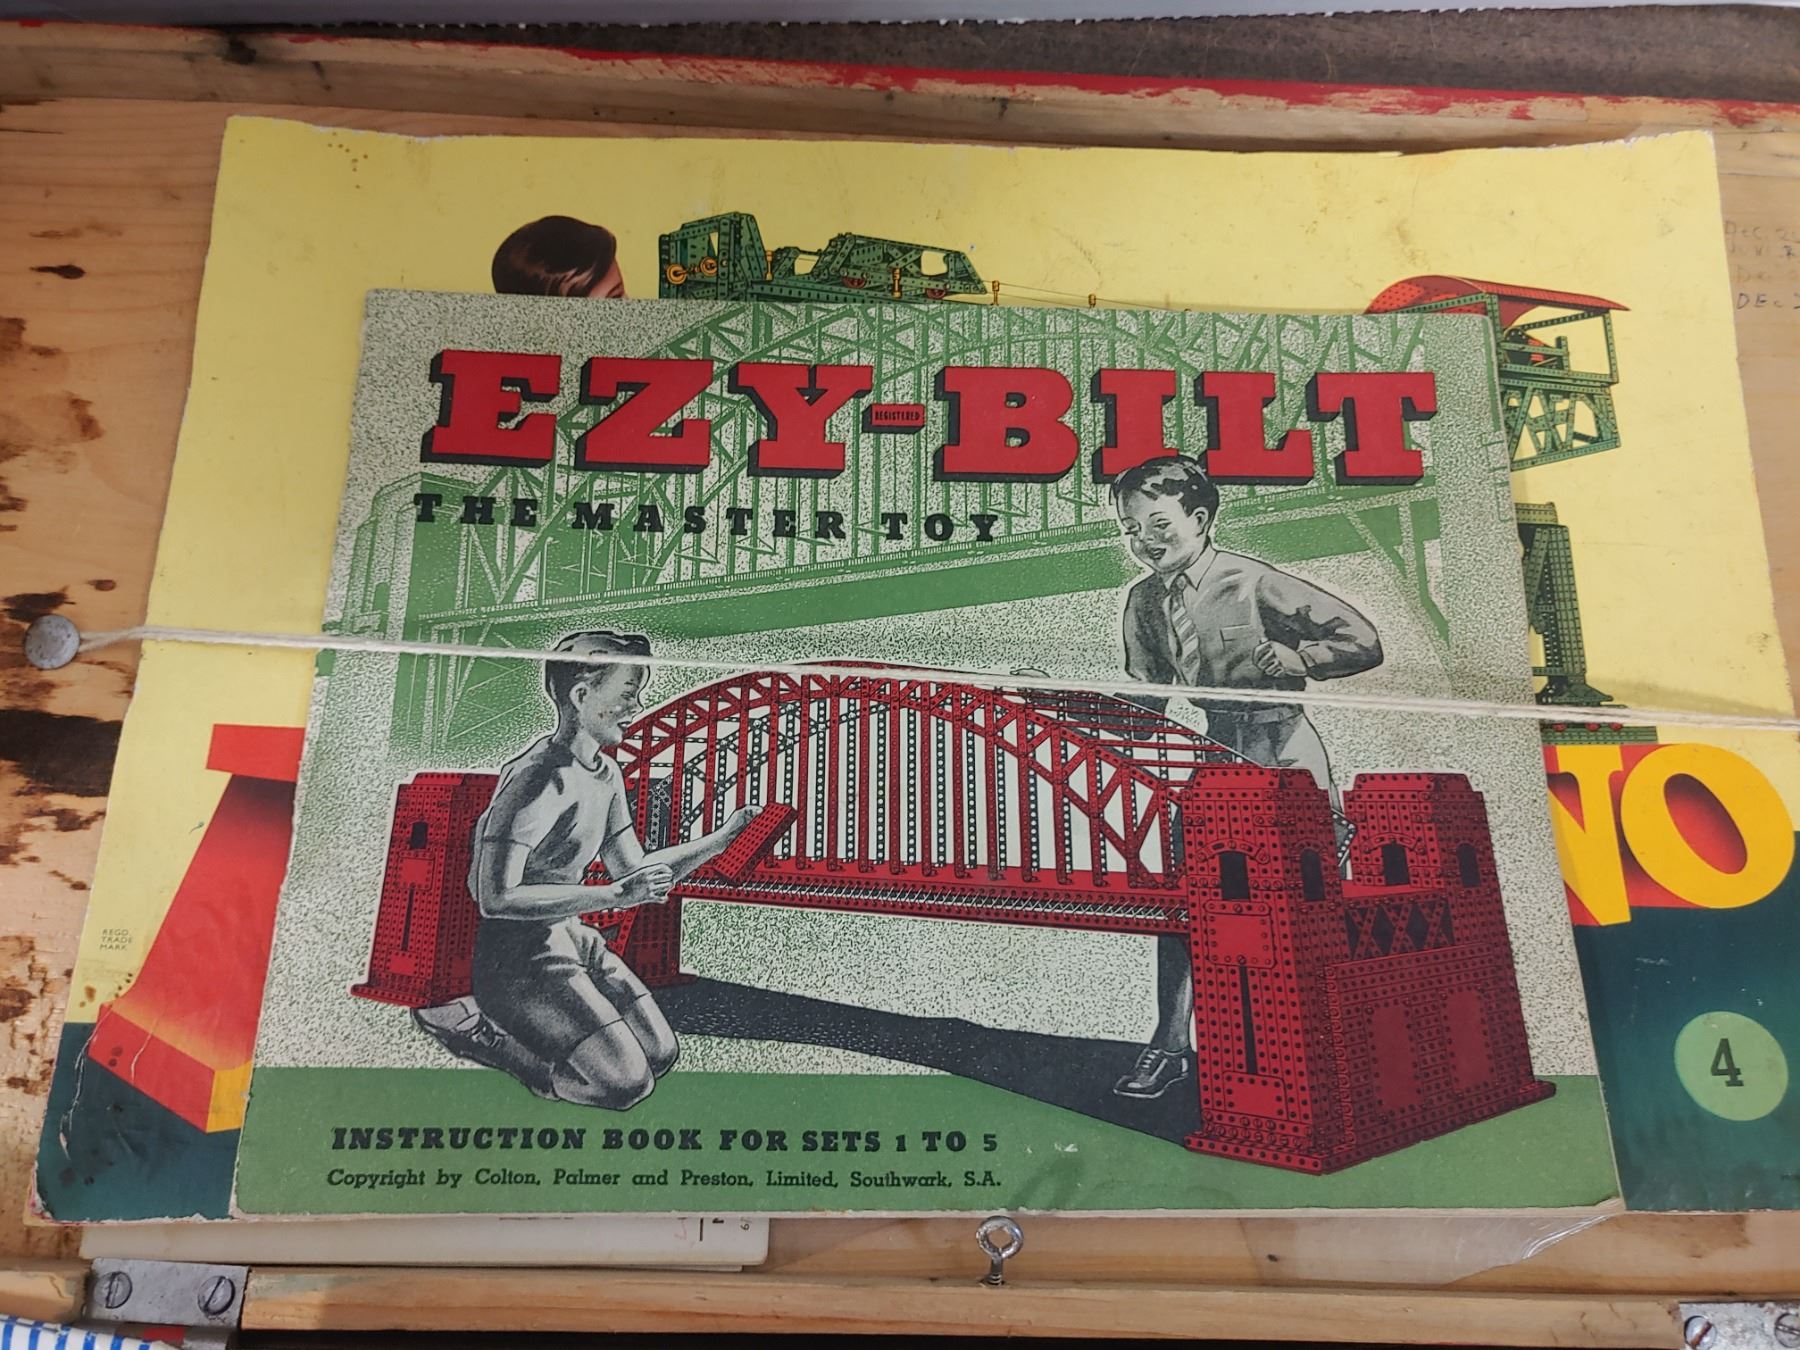 EZY-BILT
REGISTERED
THE MASTER TOY
NO
REGD.
TRADE
MARK
4
INSTRUCTION BOOK FOR SETS 1 TO 5
Copyright by Colton, Palmer and Preston, Limited, Southwark, S.A.